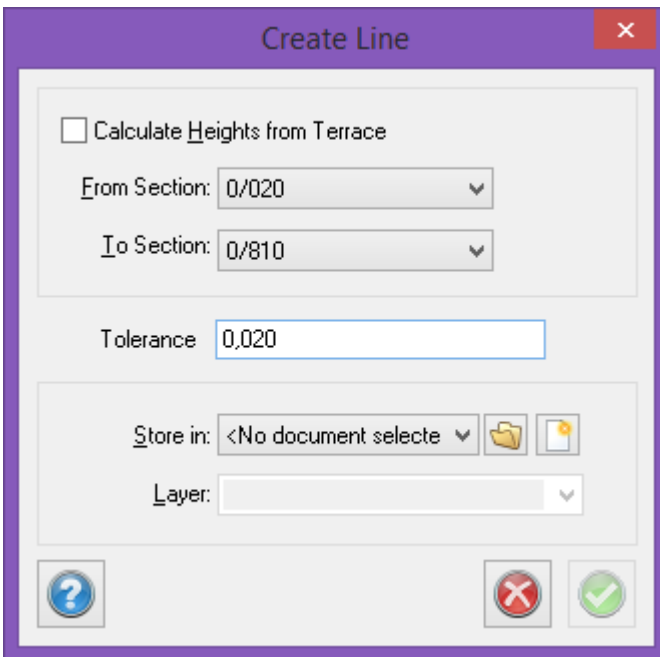 Create Line
Calculate Heights from Terrace
From Section: 0/020
To Section: 0/810
Tolerance 0,020
Store in: <No document selecte
Layer: